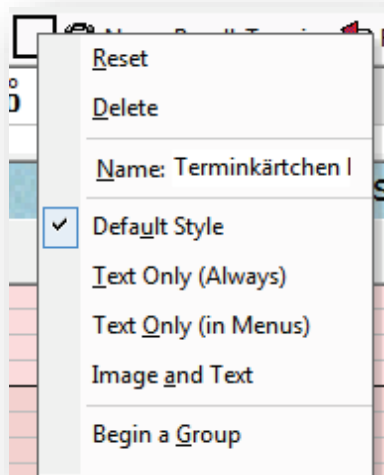 Reset
Delete
Name: Terminkärtchen
Default Style
Text Only (Always)
Text Only (in Menus)
Image and Text
Begin a Group